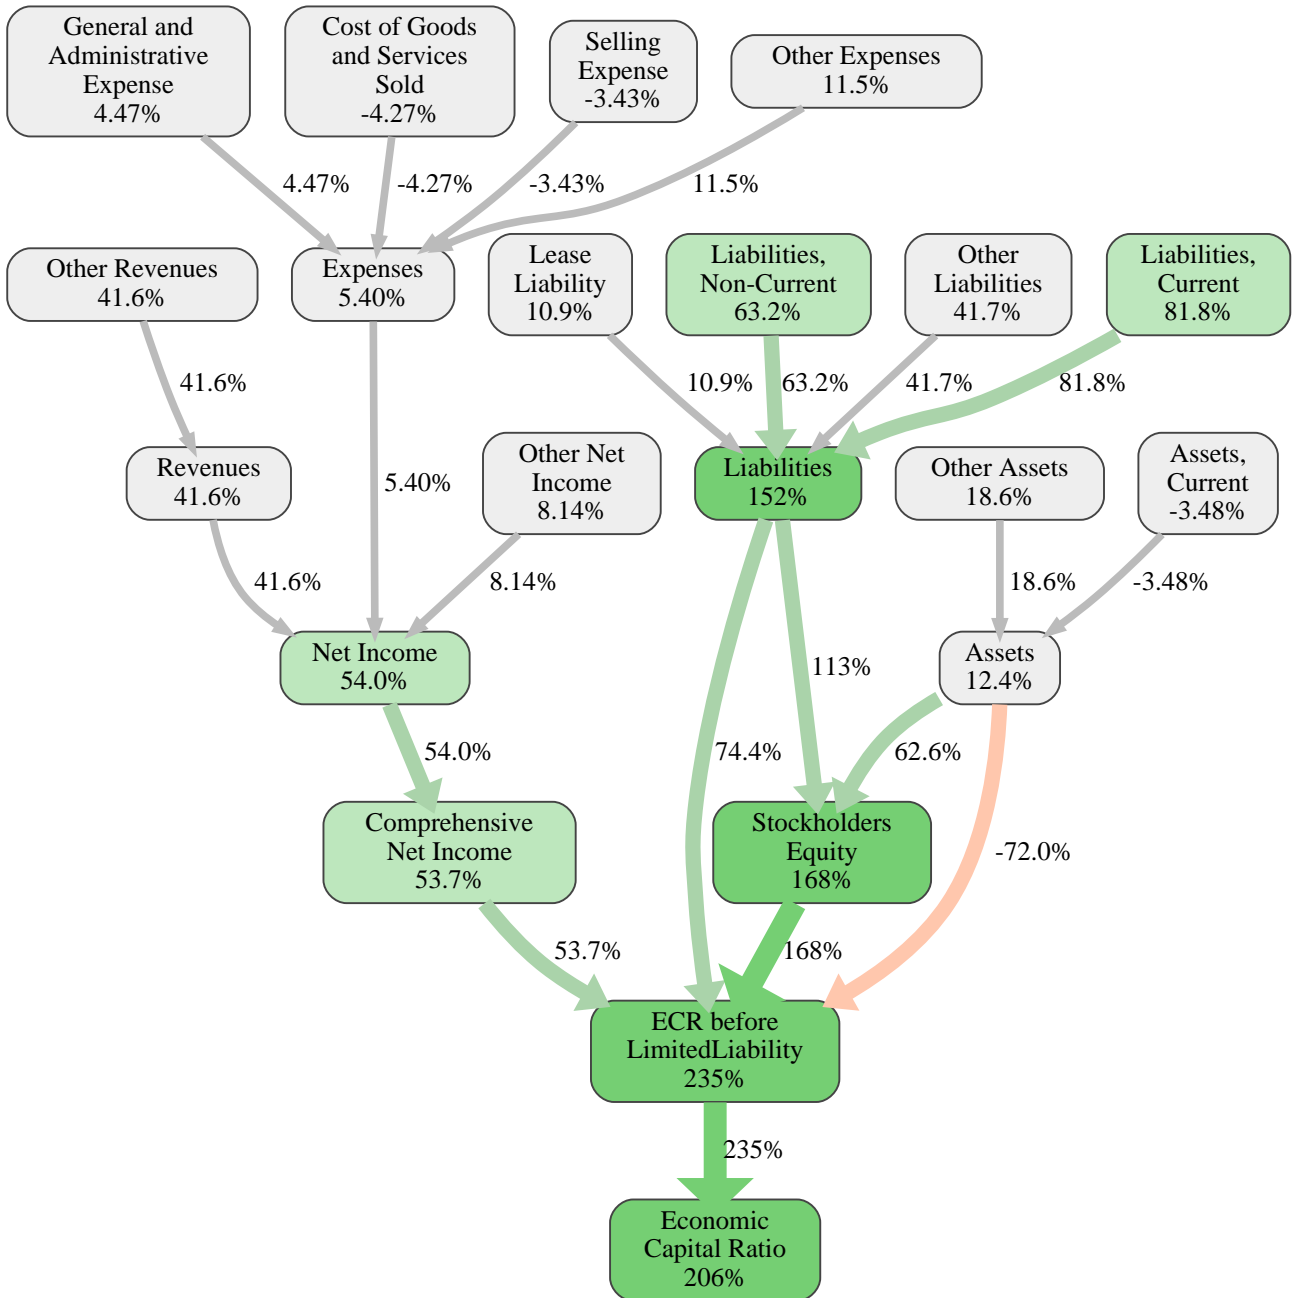 General and
Administrative
Expense
4.47%
Cost of Goods
and Services
Sold
-4.27%
Selling
Expense
-3.43%
Other Expenses
11.5%
4.47%
-4.27%
-3.43%
11.5%
Other Revenues
41.6%
Expenses
5.40%
Lease
Liability
10.9%
Liabilities,
Non-Current
63.2%
Other
Liabilities
41.7%
Liabilities,
Current
81.8%
41.6%
10.9%
63.2%
41.7%
81.8%
Revenues
41.6%
5.40%
Other Net
Income
8.14%
Liabilities
152%
Other Assets
18.6%
Assets,
Current
-3.48%
41.6%
8.14%
18.6%
-3.48%
Net Income
54.0%
113%
Assets
12.4%
54.0%
74.4%
62.6%
Comprehensive
Net Income
53.7%
Stockholders
Equity
168%
-72.0%
53.7%
168%
ECR before
LimitedLiability
235%
235%
Economic
Capital Ratio
206%